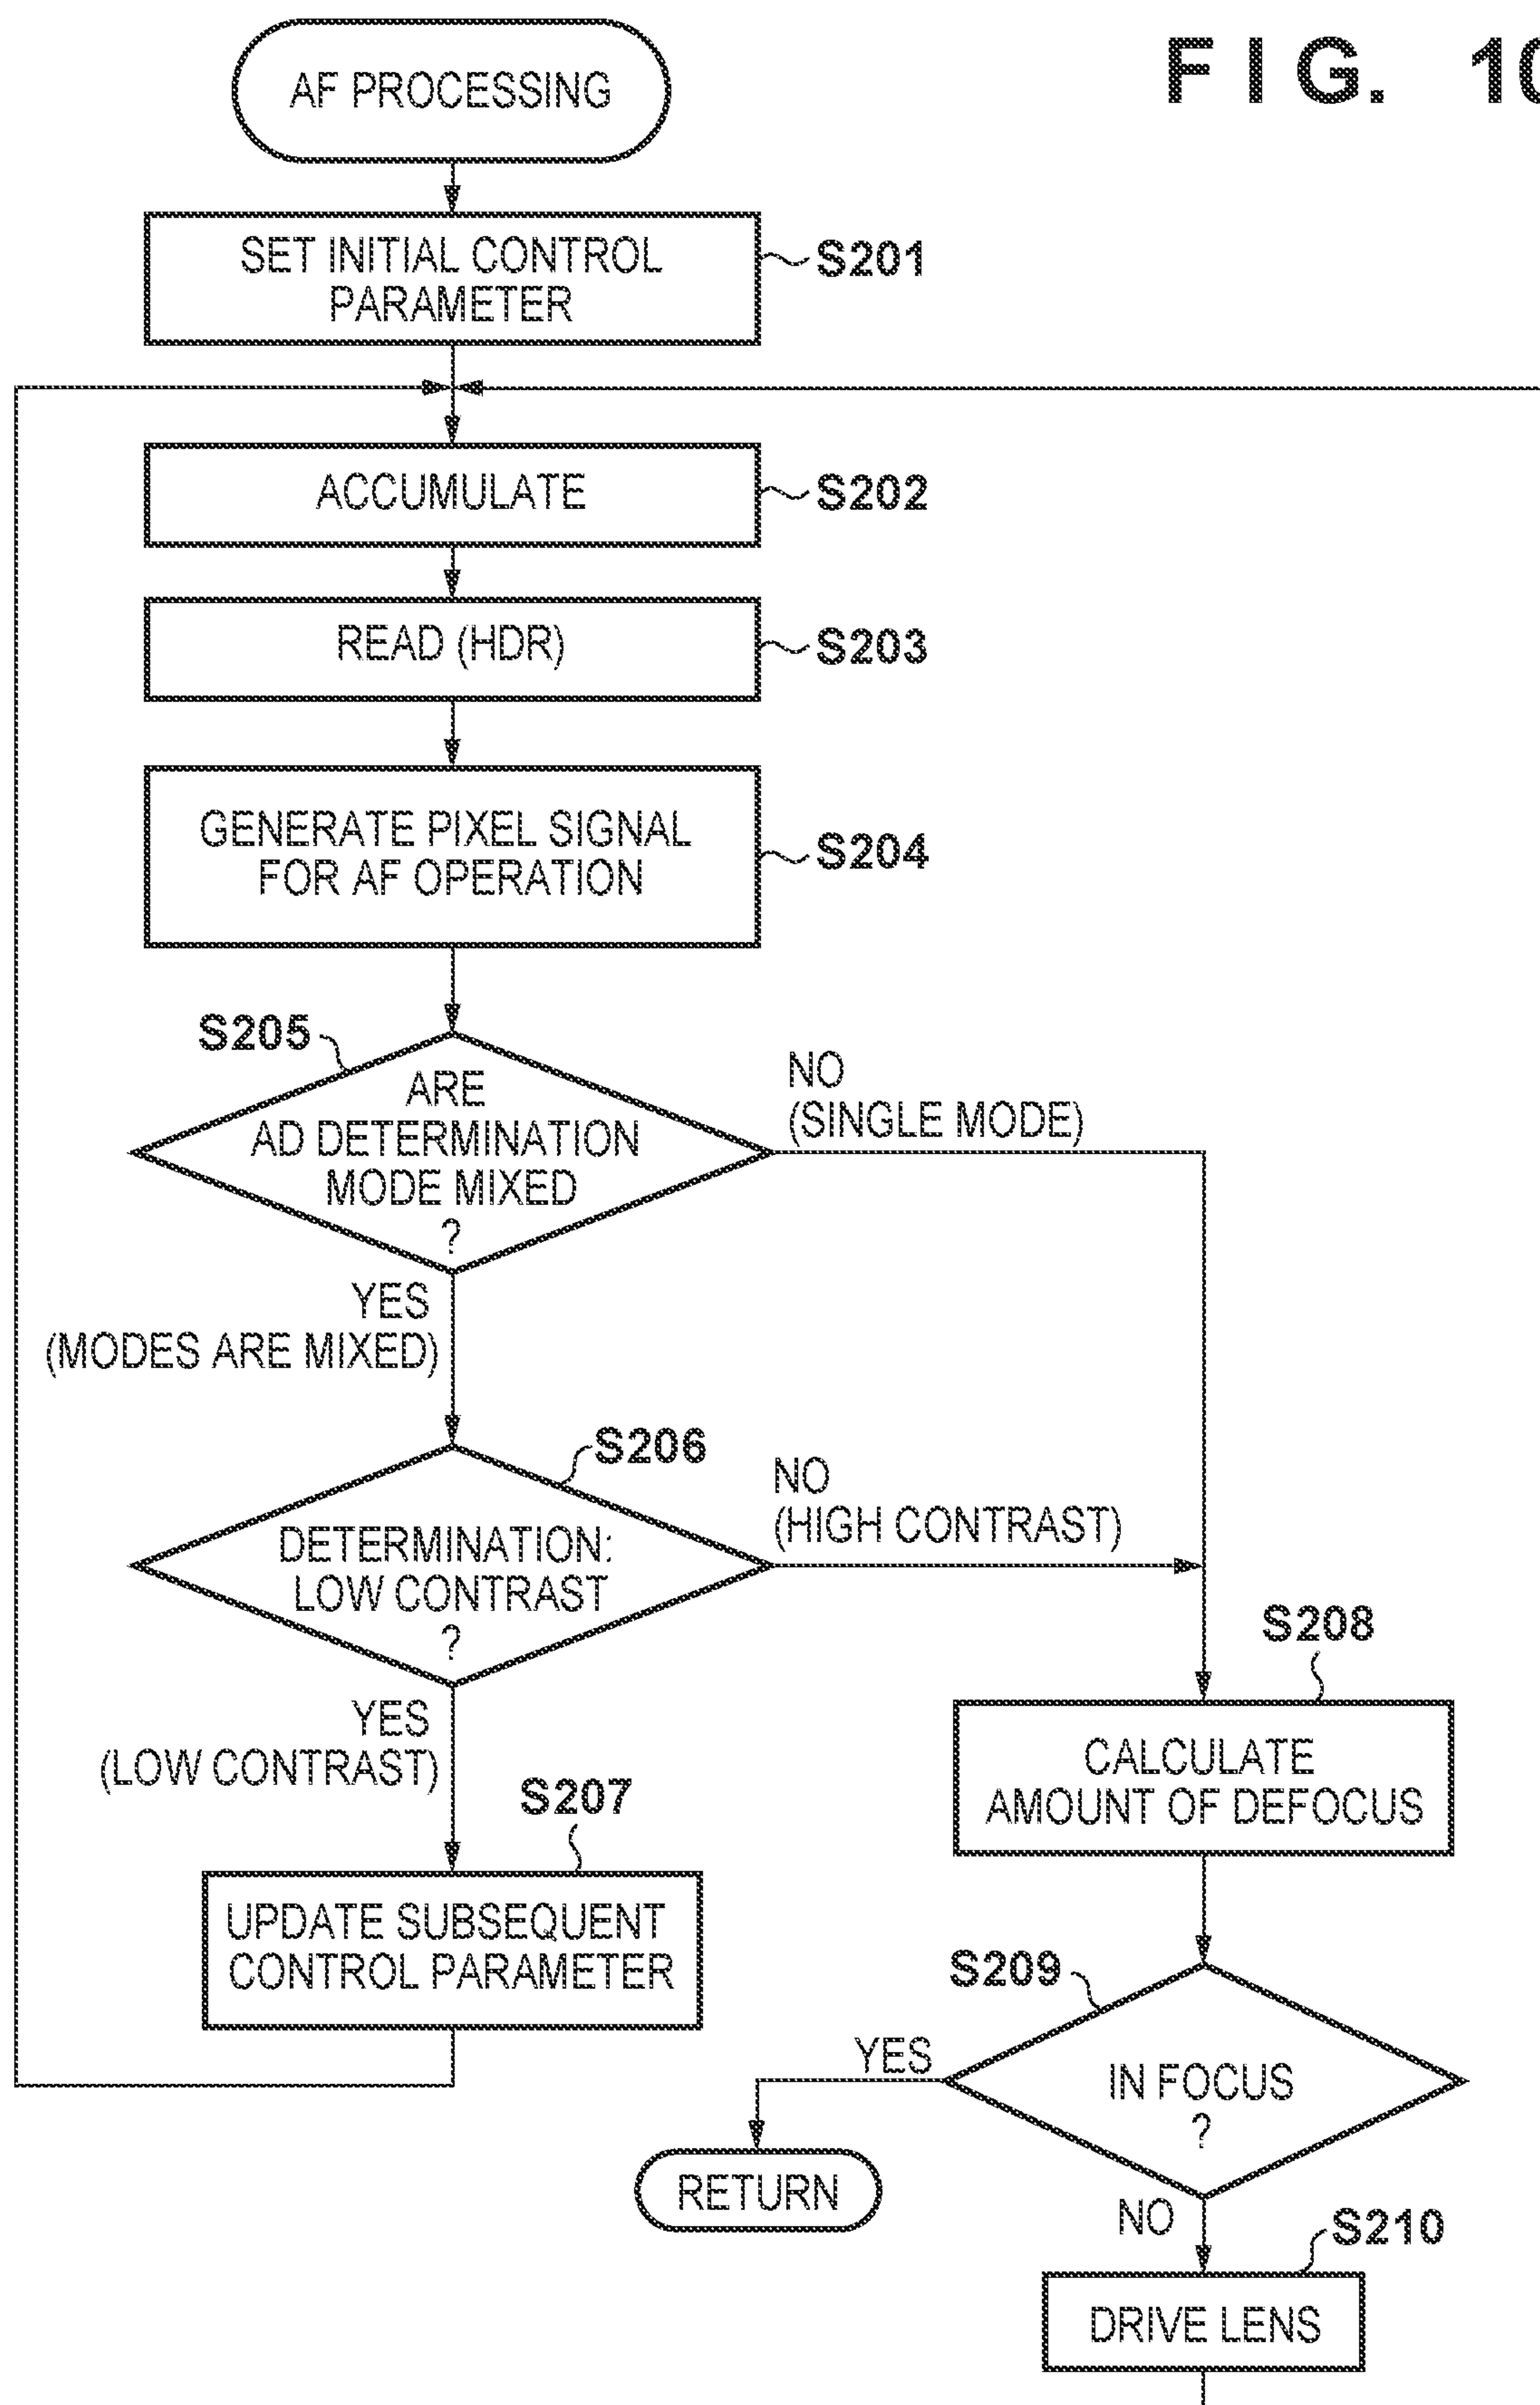 FIG. 10
AF PROCESSING
SET INITIAL CONTROL
PARAMETER
S201
ACCUMULATE
S202
READ (HDR)
S203
GENERATE PIXEL SIGNAL
FOR AF OPERATION
S204
S205
ARE
AD DETERMINATION
MODE MIXED
?
NO
(SINGLE MODE)
YES
(MODES ARE MIXED)
S206
DETERMINATION:
LOW CONTRAST
?
NO
(HIGH CONTRAST)
YES
(LOW CONTRAST)
S207
UPDATE SUBSEQUENT
CONTROL PARAMETER
S208
CALCULATE
AMOUNT OF DEFOCUS
S209
IN FOCUS
?
YES
RETURN
NO
S210
DRIVE LENS